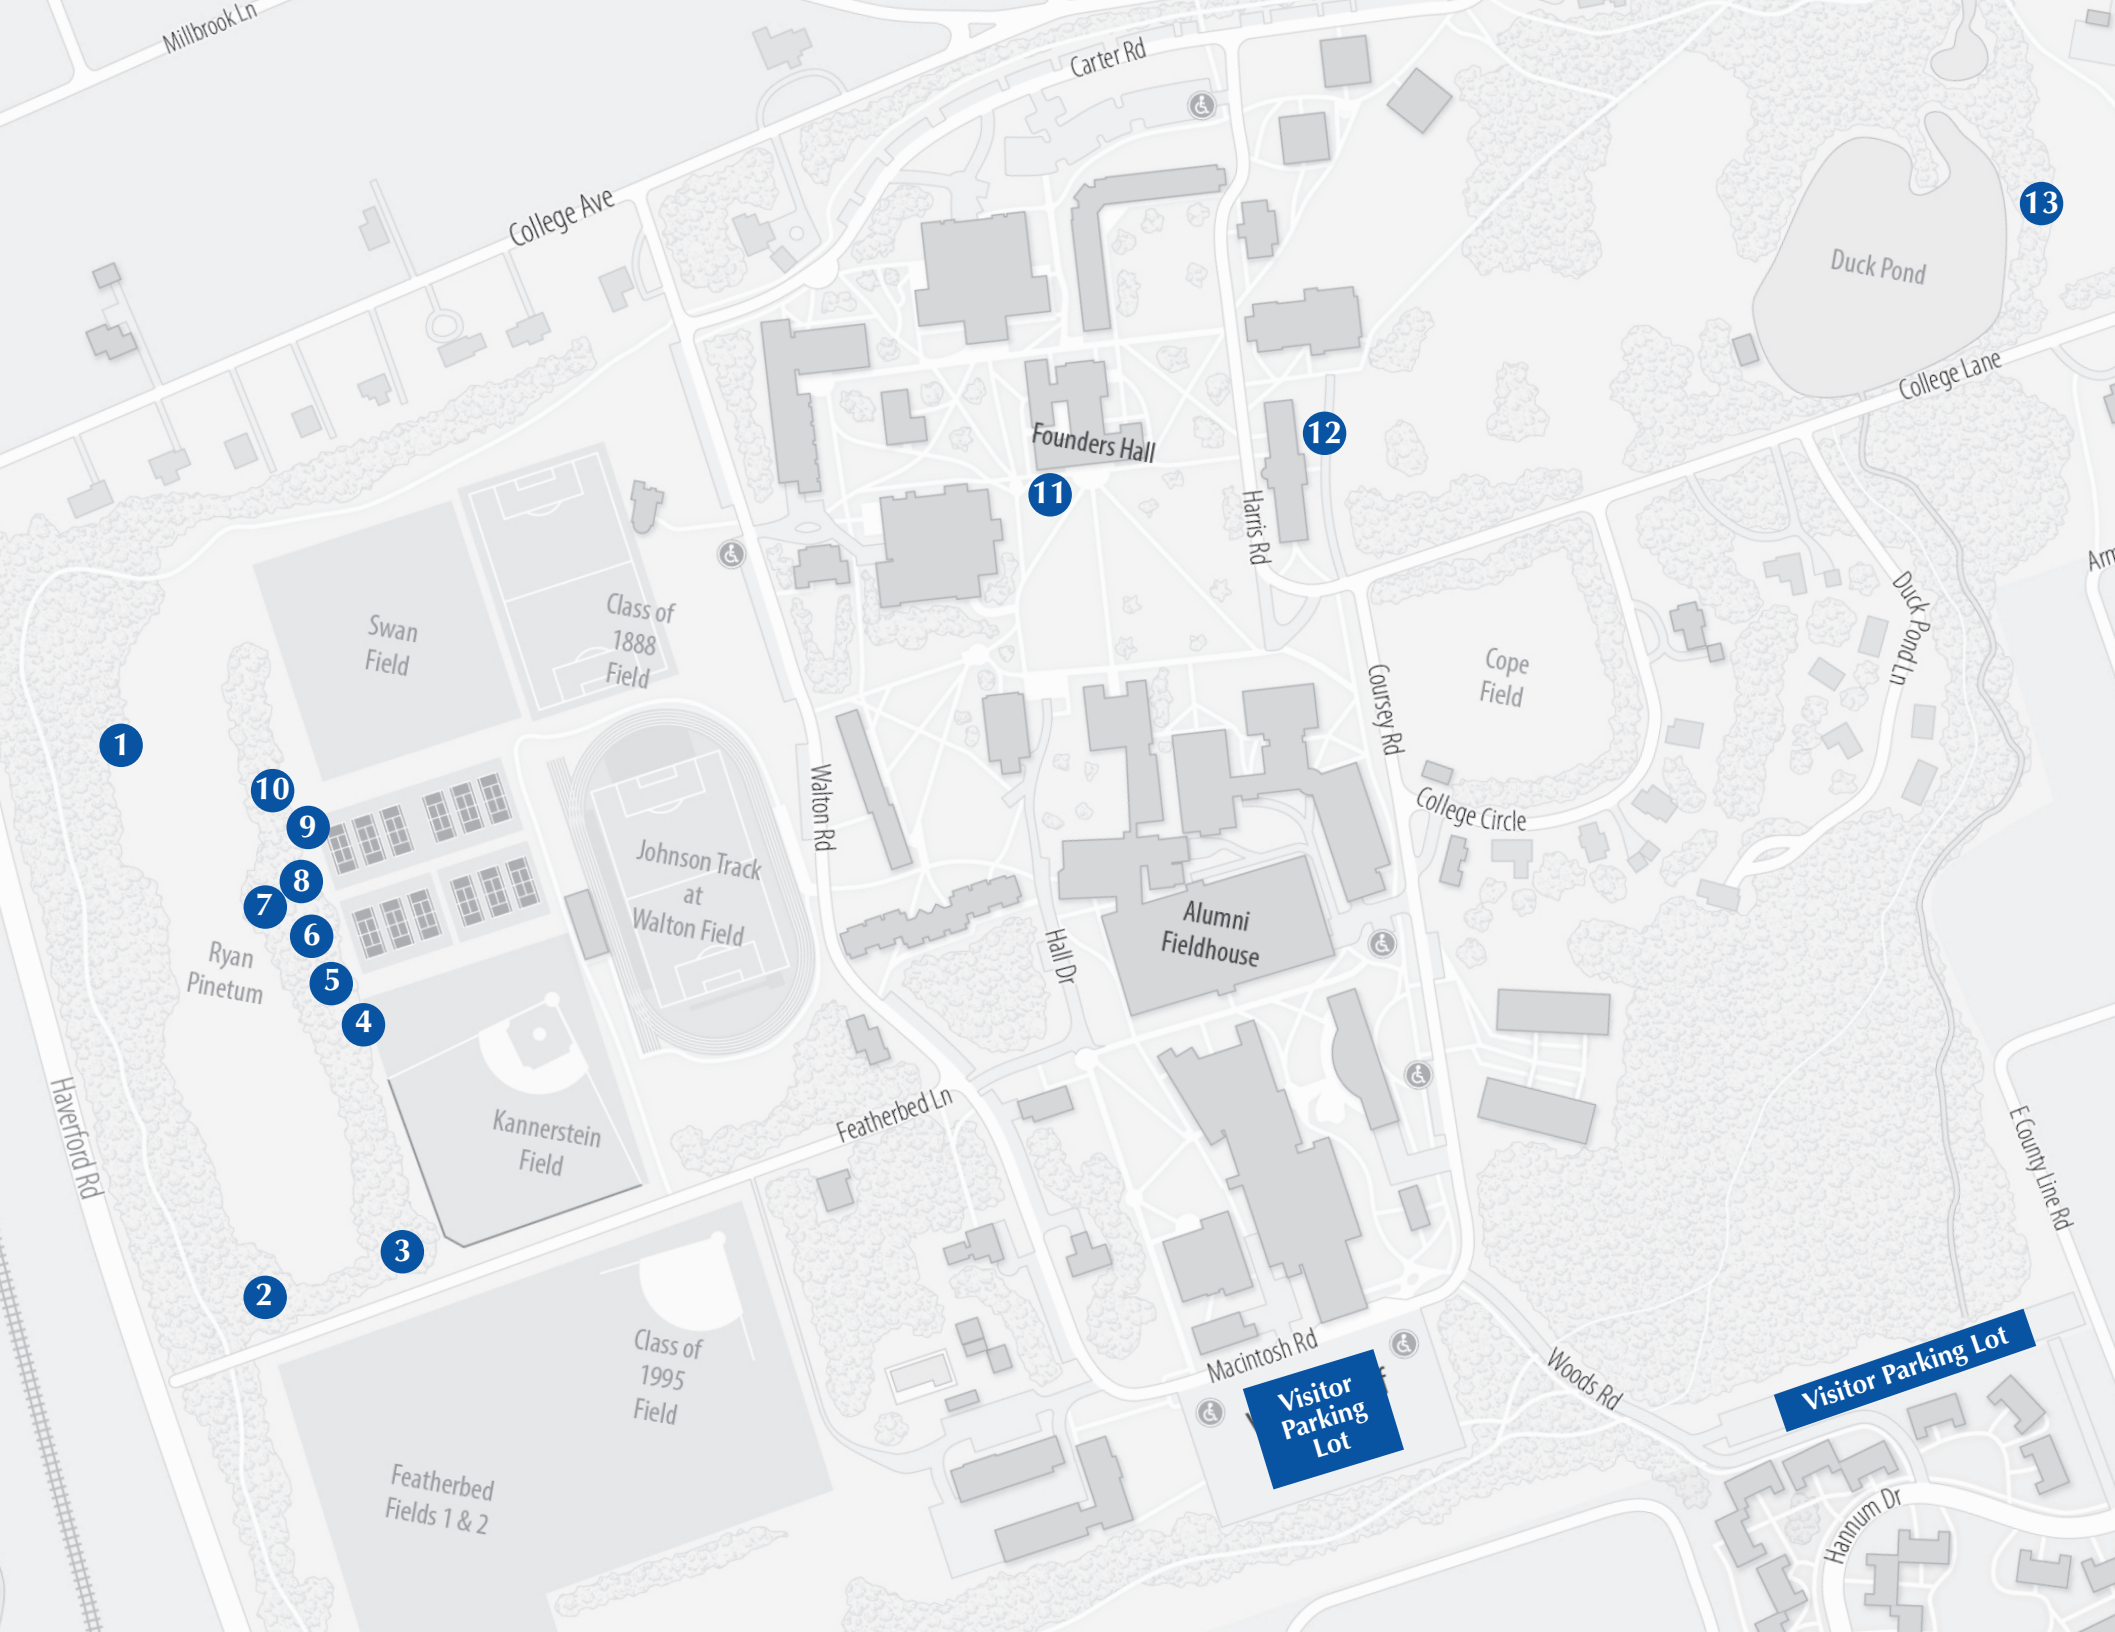 Millbrook Ln
Carter Rd
College Ave
13
Duck Pond
College Lane
Founders Hall
12
11
Harris Rd
Arm
Swan
Field
Class of
1888
Field
Duck Pond Ln
Cope
Field
Coursey Rd
1
10
9
Walton Rd
College Circle
Johnson Track
at
Walton Field
8
7
6
5
4
Ryan
Pinetum
Alumni
Fieldhouse
Hall Dr
Haverford Rd
Kannerstein
Field
Featherbed Ln
E County Line Rd
3
2
Class of
1995
Field
Macintosh Rd
Woods Rd
Visitor Parking Lot
Visitor
Parking
Lot
Featherbed
Fields 1 & 2
Hannum Dr